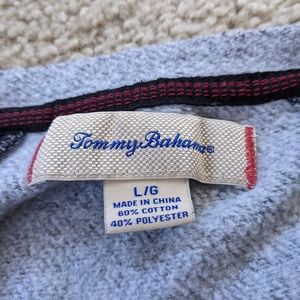 Tommy Bahama®
L/G
MADE IN CHINA
60% COTTON
40% POLYESTER